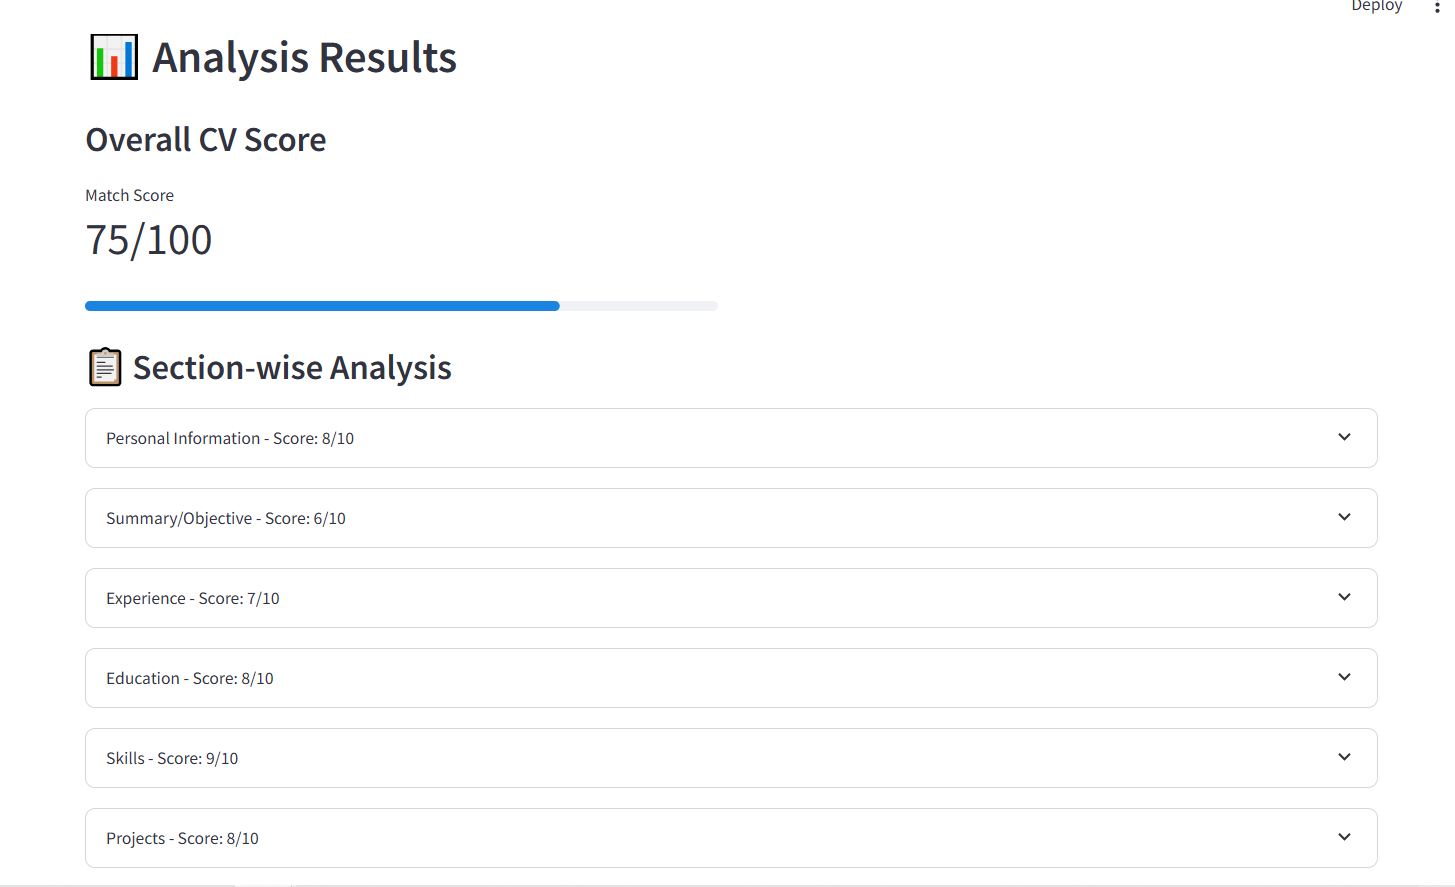 Deploy
Analysis Results
Overall CV Score
Match Score
75/100
Section-wise Analysis
Personal Information - Score: 8/10
Summary/Objective - Score: 6/10
Experience - Score: 7/10
Education - Score: 8/10
Skills - Score: 9/10
Projects - Score: 8/10